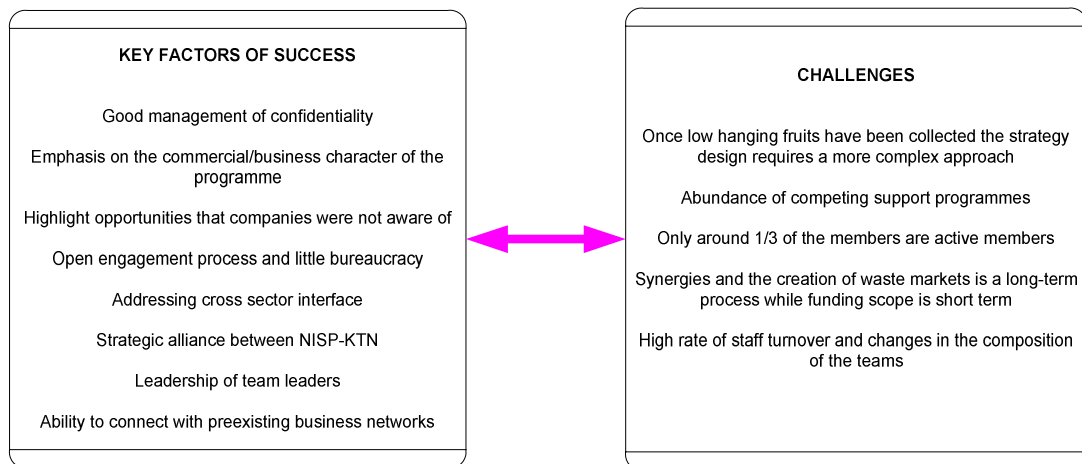 KEY FACTORS OF SUCCESS
Good management of confidentiality
Emphasis on the commercial/business character of the
programme
Highlight opportunities that companies were not aware of
Open engagement process and little bureaucracy
Addressing cross sector interface
Strategic alliance between NISP-KTN
Leadership of team leaders
Ability to connect with preexisting business networks
CHALLENGES
Once low hanging fruits have been collected the strategy
design requires a more complex approach
Abundance of competing support programmes
Only around 1/3 of the members are active members
Synergies and the creation of waste markets is a long-term
process while funding scope is short term
High rate of staff turnover and changes in the composition
of the teams